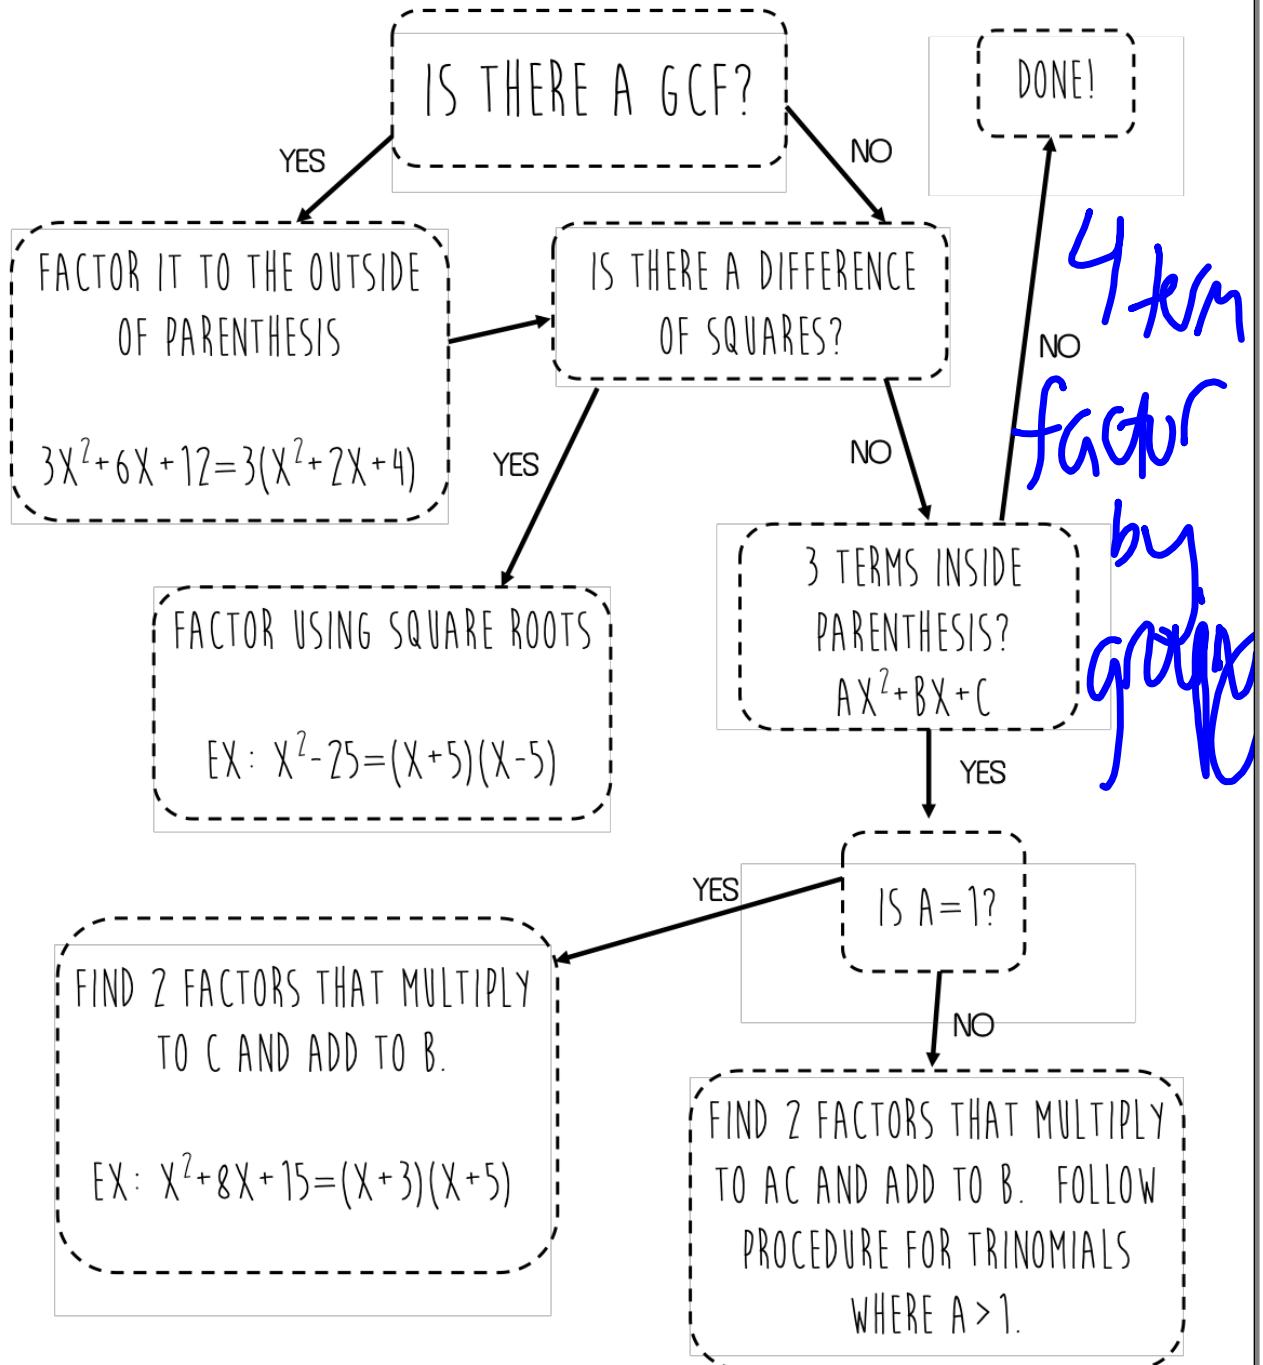 IS THERE A GCF?
DONE!
YES
NO
FACTOR IT TO THE OUTSIDE
OF PARENTHESIS
3X²+6X+12=3(X²+2X+4)
IS THERE A DIFFERENCE
OF SQUARES?
YES
NO
NO
4 term
factor
by
FACTOR USING SQUARE ROOTS
EX: X²-25=(X+5)(X-5)
3 TERMS INSIDE
PARENTHESIS?
AX²+BX+C
YES
IS A=1?
YES
NO
FIND 2 FACTORS THAT MULTIPLY
TO C AND ADD TO B.
EX: X²+8X+15=(X+3)(X+5)
FIND 2 FACTORS THAT MULTIPLY
TO AC AND ADD TO B. FOLLOW
PROCEDURE FOR TRINOMIALS
WHERE A>1.